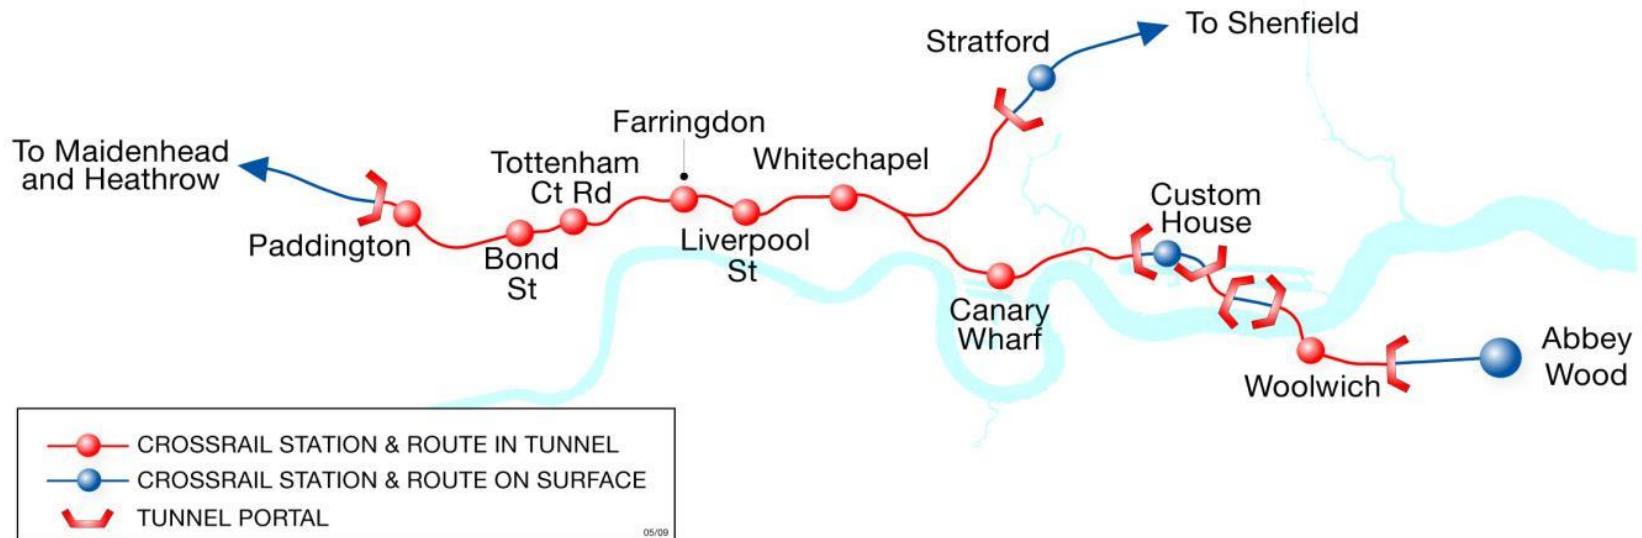 To Maidenhead
and Heathrow
Paddington
Bond
St
Tottenham
Ct Rd
Farringdon
Liverpool
St
Whitechapel
Stratford
To Shenfield
Canary
Wharf
Custom
House
Woolwich
Abbey
Wood
CROSSRAIL STATION & ROUTE IN TUNNEL
CROSSRAIL STATION & ROUTE ON SURFACE
TUNNEL PORTAL
05/09